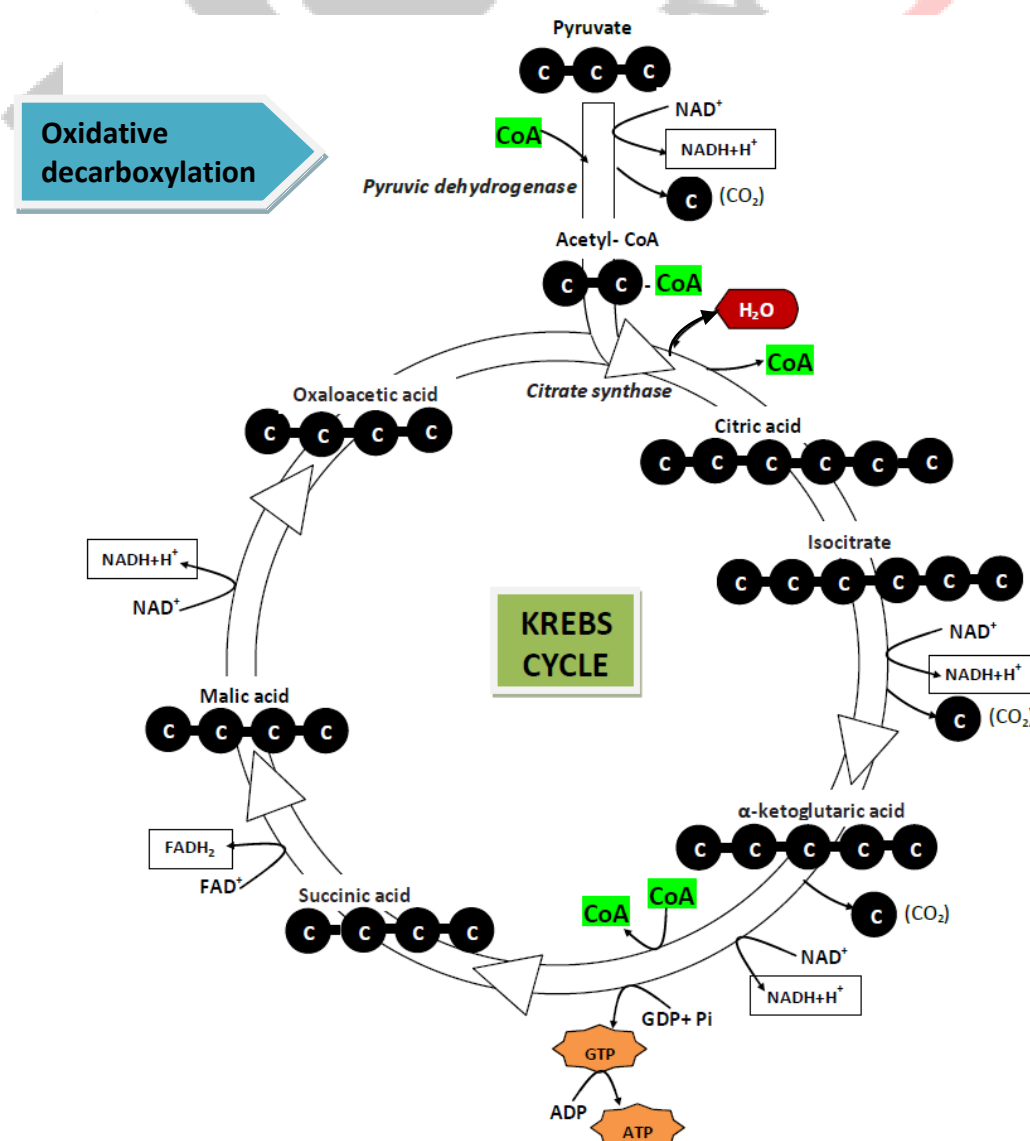 Pyruvate
C C C
Oxidative
decarboxylation
NAD⁺
CoA
NADH+H⁺
Pyruvic dehydrogenase
C (CO₂)
Acetyl- CoA
C C - CoA
H₂O
CoA
Citrate synthase
Oxaloacetic acid
C C C C
Citric acid
C C C C C C
Isocitrate
C C C C C C
NADH+H⁺
NAD⁺
KREBS
CYCLE
NAD⁺
NADH+H⁺
C (CO₂)
Malic acid
C C C C
α-ketoglutaric acid
C C C C C
FADH₂
FAD⁺
Succinic acid
C C C C
CoA
CoA
C (CO₂)
NAD⁺
NADH+H⁺
GDP+ Pi
GTP
ADP
ATP